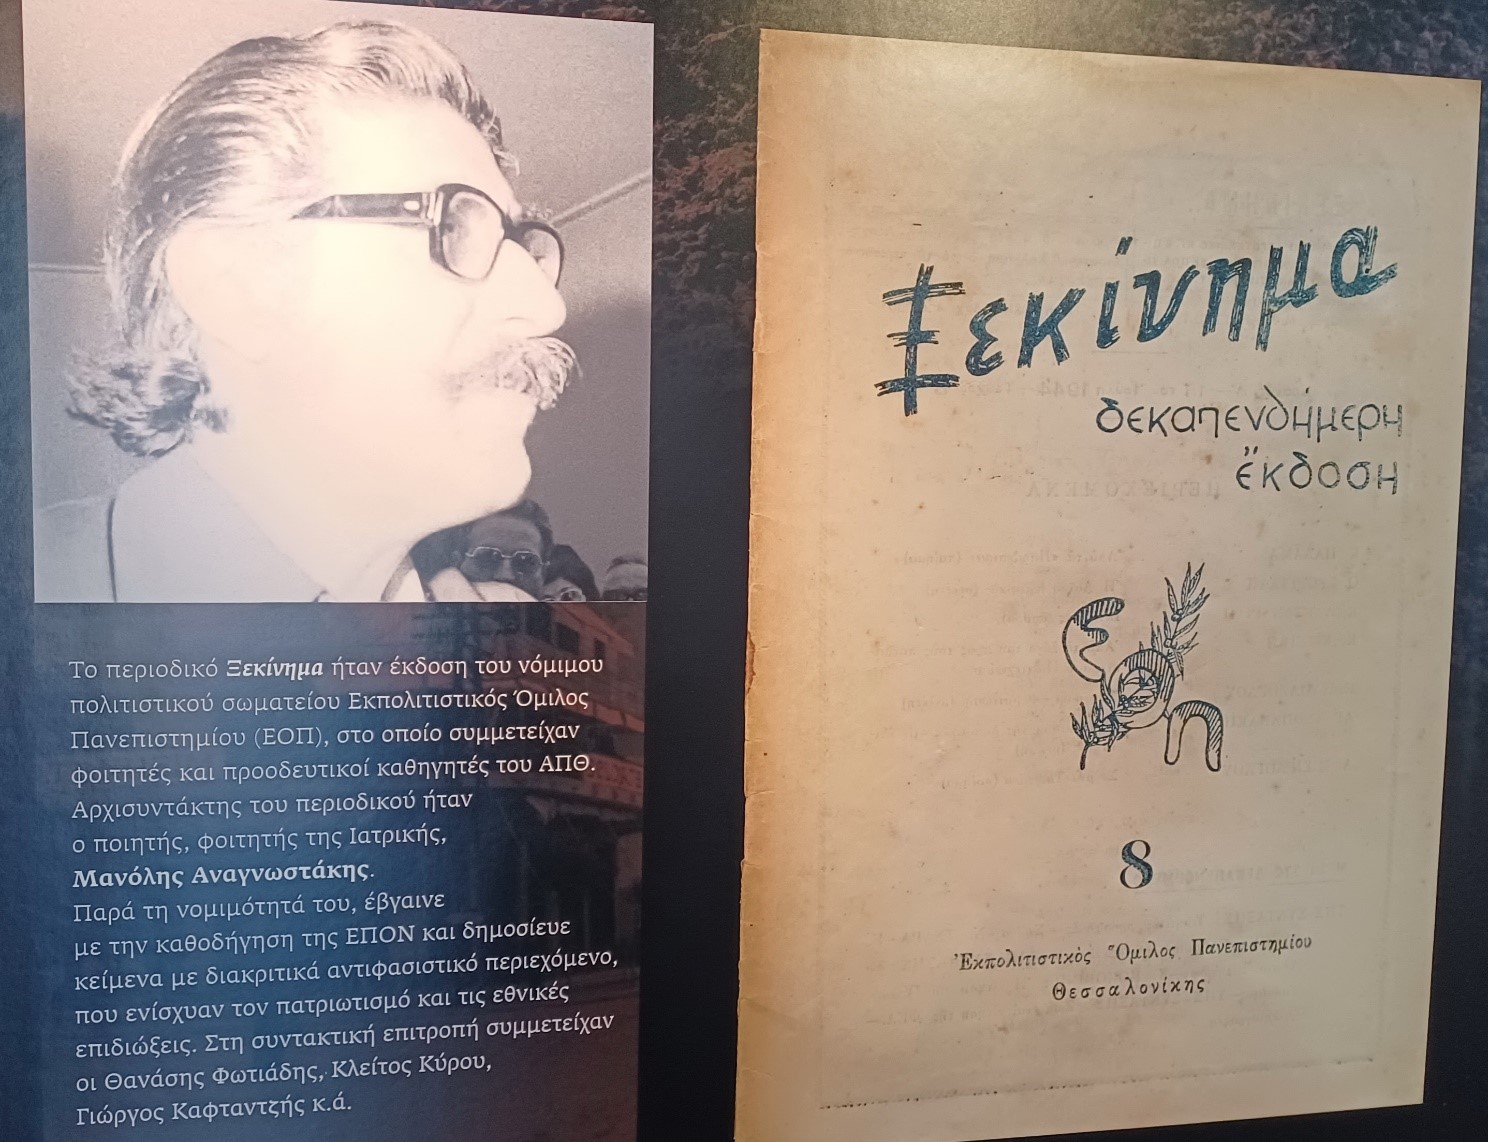 Το περιοδικό Ξεκίνημα ήταν έκδοση του νόμιμου
πολιτιστικού σωματείου Εκπολιτιστικός Όμιλος
Πανεπιστημίου (ΕΟΠ), στο οποίο συμμετείχαν
φοιτητές και προοδευτικοί καθηγητές του ΑΠΘ.
Αρχισυντάκτης του περιοδικού ήταν
ο ποιητής, φοιτητής της Ιατρικής,
Μανόλης Αναγνωστάκης.
Παρά τη νομιμότητά του, έβγαινε
με την καθοδήγηση της ΕΠΟΝ και δημοσίευε
κείμενα με διακριτικά αντιφασιστικό περιεχόμενο,
που ενίσχυαν τον πατριωτισμό και τις εθνικές
επιδιώξεις. Στη συντακτική επιτροπή συμμετείχαν
οι Θανάσης Φωτιάδης, Κλείτος Κύρου,
Γιώργος Καφταντζής κ.ά.
Ξεκίνημα
δεκαπενθήμερη
ἔκδοση
εοπ
8
Ἐκπολιτιστικὸς Ὅμιλος Πανεπιστημίου
Θεσσαλονίκης